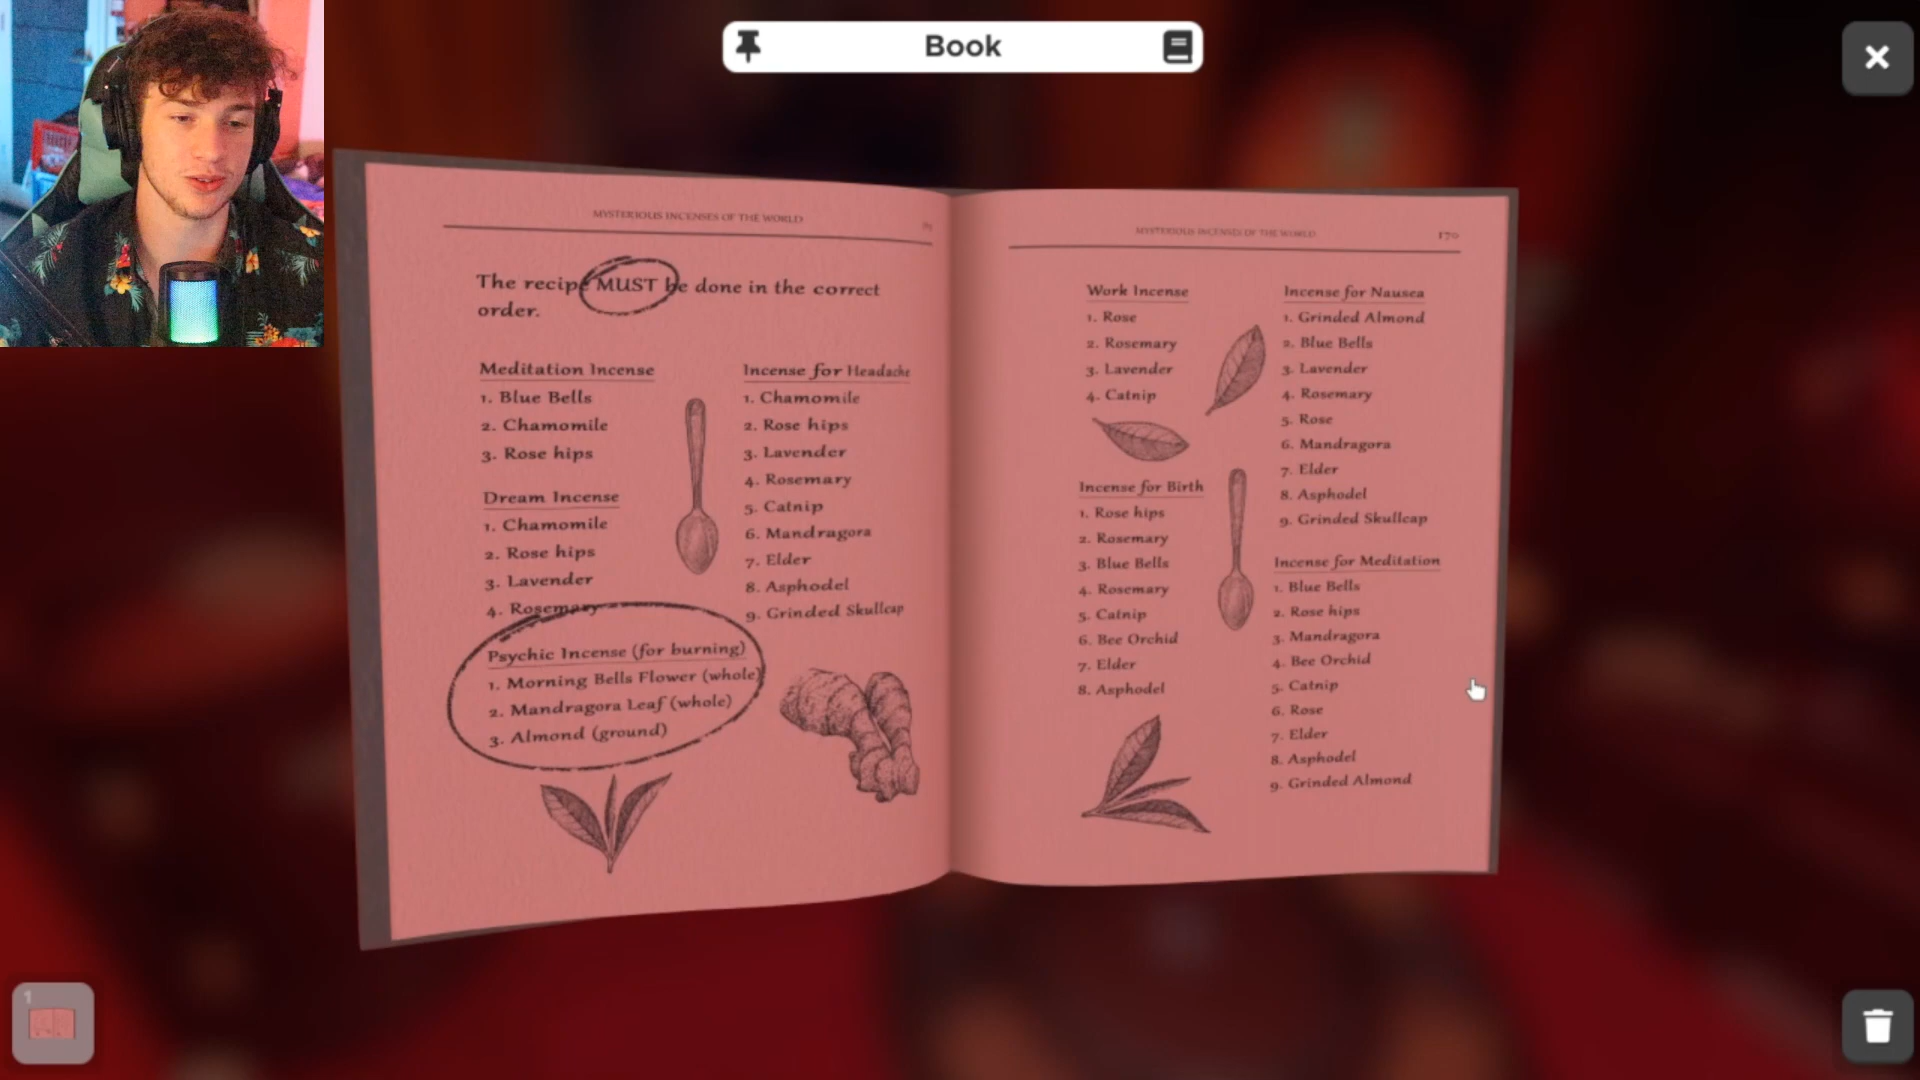 Book
MYSTERIOUS INCENSES OF THE WORLD
The recipe MUST be done in the correct
order.
Meditation Incense
1. Blue Bells
2. Chamomile
3. Rose hips
Dream Incense
1. Chamomile
2. Rose hips
3. Lavender
4. Rosemary
Psychic Incense (for burning)
1. Morning Bells Flower (whole)
2. Mandragora Leaf (whole)
3. Almond (ground)
Incense for Headache
1. Chamomile
2. Rose hips
3. Lavender
4. Rosemary
5. Catnip
6. Mandragora
7. Elder
8. Asphodel
9. Grinded Skullcap
MYSTERIOUS INCENSES OF THE WORLD
170
Work Incense
1. Rose
2. Rosemary
3. Lavender
4. Catnip
Incense for Birth
1. Rose hips
2. Rosemary
3. Blue Bells
4. Rosemary
5. Catnip
6. Bee Orchid
7. Elder
8. Asphodel
Incense for Nausea
1. Grinded Almond
2. Blue Bells
3. Lavender
4. Rosemary
5. Rose
6. Mandragora
7. Elder
8. Asphodel
9. Grinded Skullcap
Incense for Meditation
1. Blue Bells
2. Rose hips
3. Mandragora
4. Bee Orchid
5. Catnip
6. Rose
7. Elder
8. Asphodel
9. Grinded Almond
1